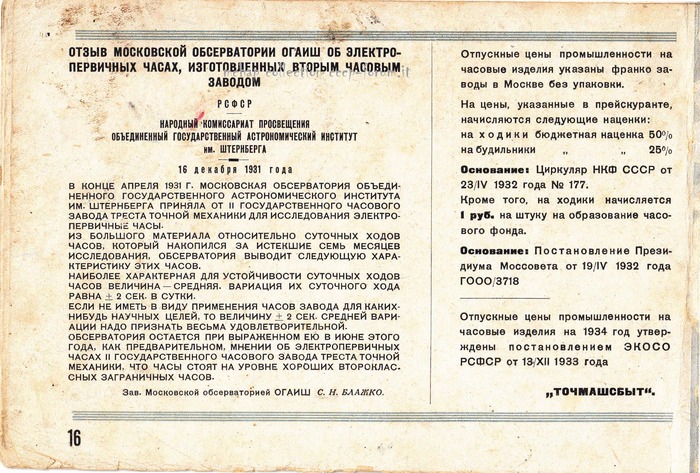 ОТЗЫВ МОСКОВСКОЙ ОБСЕРВАТОРИИ ОГАИШ ОБ ЭЛЕКТРО-
ПЕРВИЧНЫХ ЧАСАХ, ИЗГОТОВЛЕННЫХ ВТОРЫМ ЧАСОВЫМ
ЗАВОДОМ
РСФСР
НАРОДНЫЙ КОМИССАРИАТ ПРОСВЕЩЕНИЯ
ОБЪЕДИНЕННЫЙ ГОСУДАРСТВЕННЫЙ АСТРОНОМИЧЕСКИЙ ИНСТИТУТ
им. ШТЕРНБЕРГА
16 декабря 1931 года
В КОНЦЕ АПРЕЛЯ 1931 Г. МОСКОВСКАЯ ОБСЕРВАТОРИЯ ОБЪЕДИ-
НЕННОГО ГОСУДАРСТВЕННОГО АСТРОНОМИЧЕСКОГО ИНСТИТУТА
ИМ. ШТЕРНБЕРГА ПРИНЯЛА ОТ II ГОСУДАРСТВЕННОГО ЧАСОВОГО
ЗАВОДА ТРЕСТА ТОЧНОЙ МЕХАНИКИ ДЛЯ ИССЛЕДОВАНИЯ ЭЛЕКТРО-
ПЕРВИЧНЫЕ ЧАСЫ.
ИЗ БОЛЬШОГО МАТЕРИАЛА ОТНОСИТЕЛЬНО СУТОЧНЫХ ХОДОВ
ЧАСОВ, КОТОРЫЙ НАКОПИЛСЯ ЗА ИСТЕКШИЕ СЕМЬ МЕСЯЦЕВ
ИССЛЕДОВАНИЯ, ОБСЕРВАТОРИЯ ВЫВОДИТ СЛЕДУЮЩУЮ ХАРА-
КТЕРИСТИКУ ЭТИХ ЧАСОВ.
НАИБОЛЕЕ ХАРАКТЕРНАЯ ДЛЯ УСТОЙЧИВОСТИ СУТОЧНЫХ ХОДОВ
ЧАСОВ ВЕЛИЧИНА — СРЕДНЯЯ. ВАРИАЦИЯ ИХ СУТОЧНОГО ХОДА
РАВНА ± 2 СЕК. В СУТКИ.
ЕСЛИ НЕ ИМЕТЬ В ВИДУ ПРИМЕНЕНИЯ ЧАСОВ ЗАВОДА ДЛЯ КАКИХ-
НИБУДЬ НАУЧНЫХ ЦЕЛЕЙ, ТО ВЕЛИЧИНУ ± 2 СЕК. СРЕДНЕЙ ВАРИ-
АЦИИ НАДО ПРИЗНАТЬ ВЕСЬМА УДОВЛЕТВОРИТЕЛЬНОЙ.
ОБСЕРВАТОРИЯ ОСТАЕТСЯ ПРИ ВЫРАЖЕННОМ ЕЮ В ИЮНЕ ЭТОГО
ГОДА, КАК ПРЕДВАРИТЕЛЬНОМ, МНЕНИИ ОБ ЭЛЕКТРОПЕРВИЧНЫХ
ЧАСАХ II ГОСУДАРСТВЕННОГО ЧАСОВОГО ЗАВОДА ТРЕСТА ТОЧНОЙ
МЕХАНИКИ, ЧТО ЧАСЫ СТОЯТ НА УРОВНЕ ХОРОШИХ ВТОРОКЛАС-
СНЫХ ЗАГРАНИЧНЫХ ЧАСОВ.
Зав. Московской обсерваторией ОГАИШ С. Н. БЛАЖКО.
16
Отпускные цены промышленности на
часовые изделия указаны франко за-
воды в Москве без упаковки.
На цены, указанные в прейскуранте,
начисляются следующие наценки:
на ходики бюджетная наценка 50%
на будильники „ „ 25%
Основание: Циркуляр НКФ СССР от
23/IV 1932 года № 177.
Кроме того, на ходики начисляется
1 руб. на штуку на образование часо-
вого фонда.
Основание: Постановление Прези-
диума Моссовета от 19/IV 1932 года
ГООО/3718
Отпускные цены промышленности на
часовые изделия на 1934 год утвер-
ждены постановлением ЭКОСО
РСФСР от 13/XII 1933 года
„ТОЧМАШСБЫТ“.